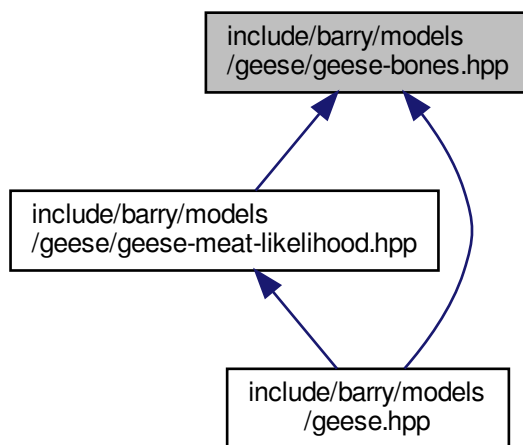 include/barry/models
/geese/geese-bones.hpp
include/barry/models
/geese/geese-meat-likelihood.hpp
include/barry/models
/geese.hpp